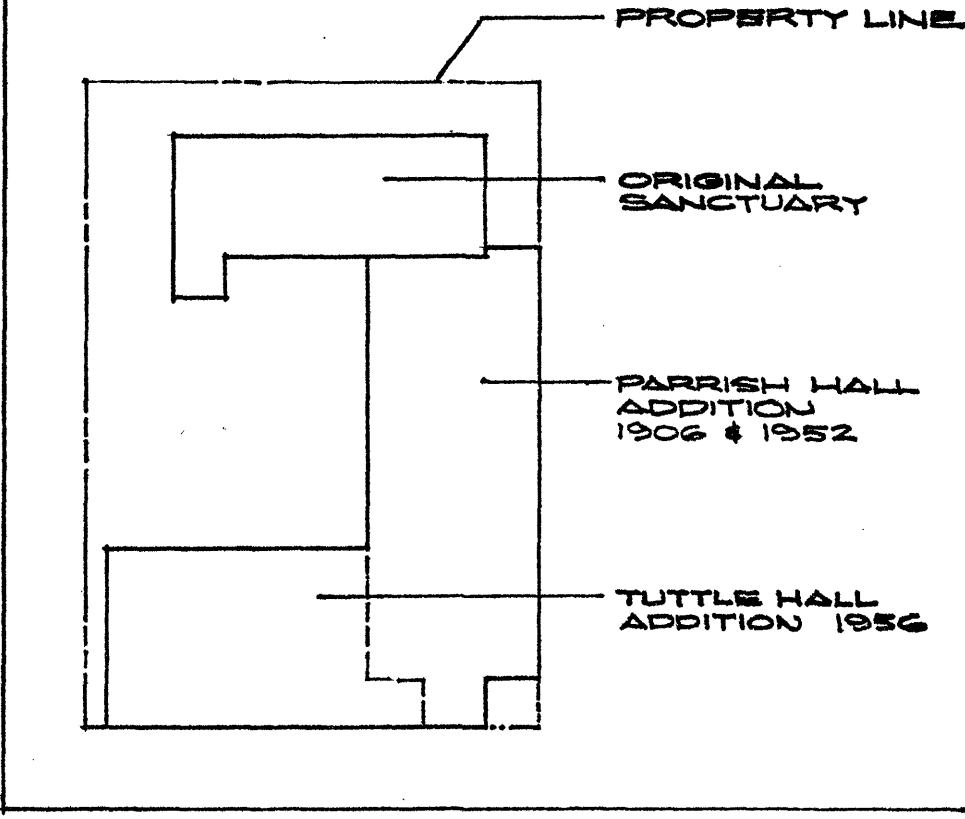 PROPERTY LINE
ORIGINAL
SANCTUARY
PARRISH HALL
ADDITION
1906 & 1952
TUTTLE HALL
ADDITION 1956